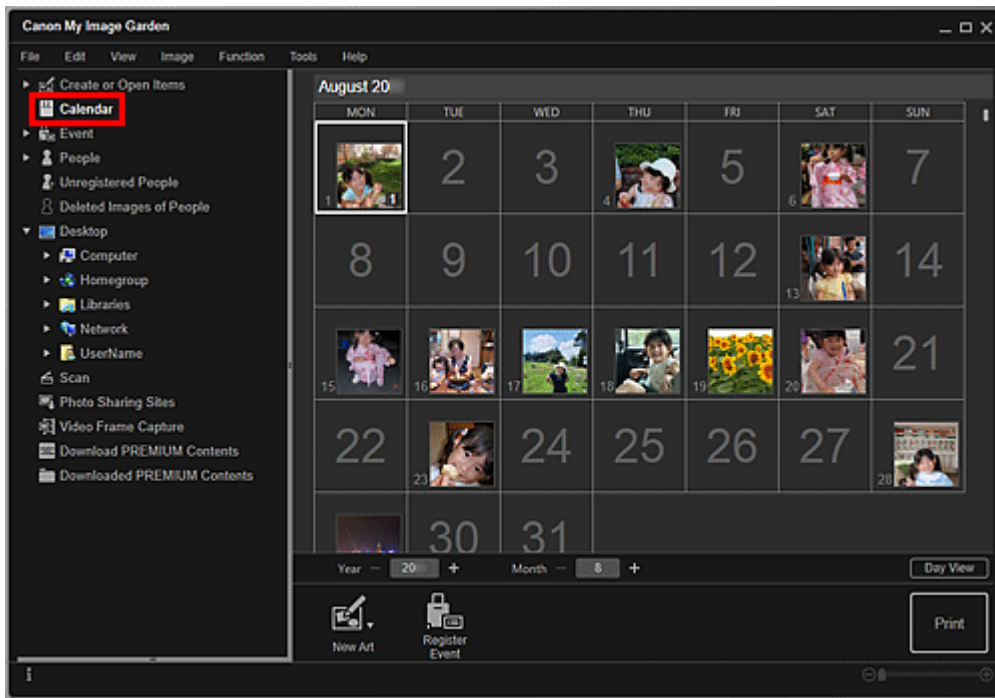 Canon My Image Garden
File Edit View Image Function Tools Help
Create or Open Items
Calendar
Event
People
Unregistered People
Deleted Images of People
Desktop
Computer
Homegroup
Libraries
Network
UserName
Scan
Photo Sharing Sites
Video Frame Capture
Download PREMIUM Contents
Downloaded PREMIUM Contents
August 20
MON TUE WED THU FRI SAT SUN
1 1 2 3 4 5 6 7
8 9 10 11 12 13 14
15 16 17 18 19 20 21
22 23 24 25 26 27 28
30 31
Year − 20 + Month − 8 + Day View
New Art
Register
Event
Print